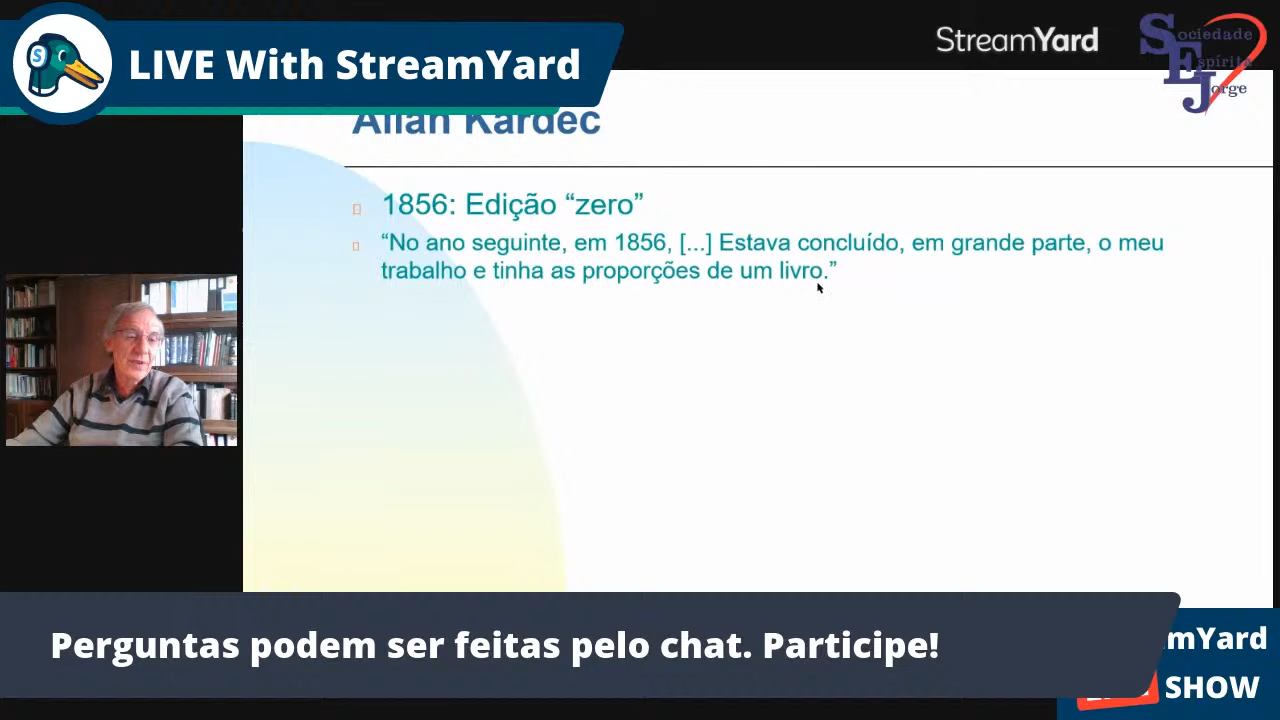 LIVE With StreamYard
StreamYard
Sociedade
Espírita
Jorge
Allan Kardec
1856: Edição “zero”
“No ano seguinte, em 1856, [...] Estava concluído, em grande parte, o meu
trabalho e tinha as proporções de um livro.”
Perguntas podem ser feitas pelo chat. Participe!
mYard
SHOW